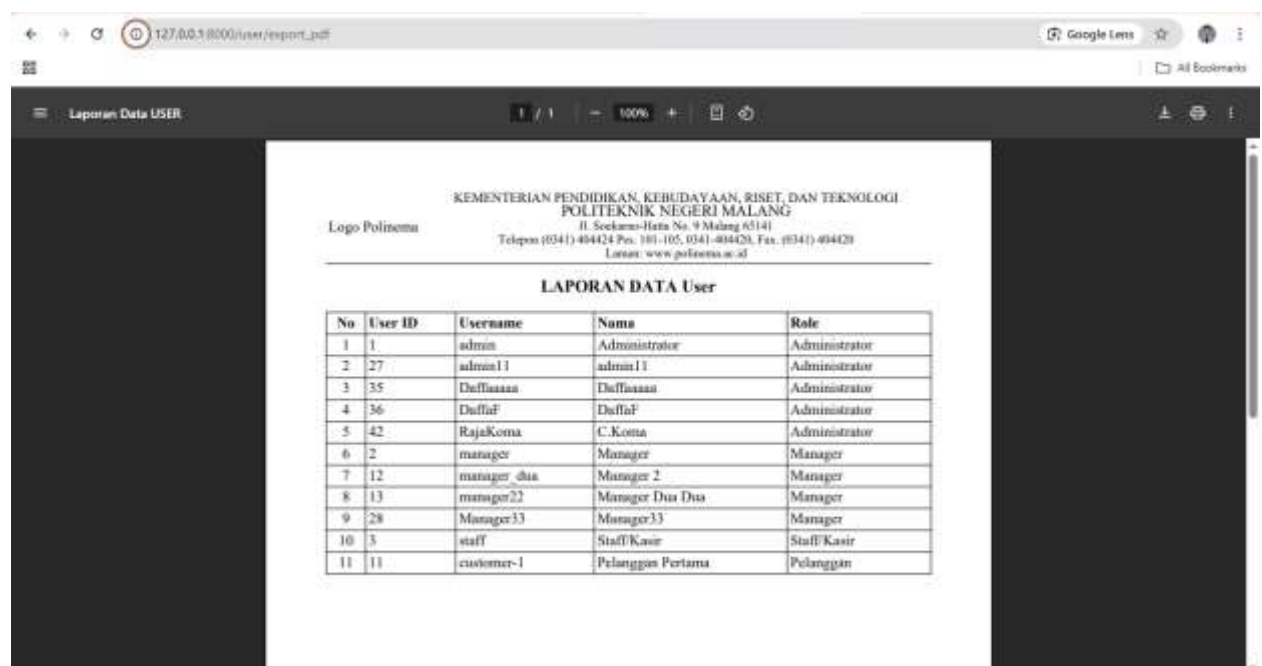 127.0.0.1:8000/user/export_pdf
Google Lens
All Bookmarks
Laporan Data USER
1 / 1
100%
KEMENTERIAN PENDIDIKAN, KEBUDAYAAN, RISET, DAN TEKNOLOGI
POLITEKNIK NEGERI MALANG
Logo Polinema
Jl. Soekarno-Hatta No. 9 Malang 65141
Telepon (0341) 404424 Pes. 101-105, 0341-404420, Fax. (0341) 404420
Laman: www.polinema.ac.id
LAPORAN DATA User
No User ID Username Nama Role
1 1 admin Administrator Administrator
2 27 admin11 admin11 Administrator
3 35 Daffaaaaa Daffaaaaa Administrator
4 36 DaffaF DaffaF Administrator
5 42 RajaKoma C.Koma Administrator
6 2 manager Manager Manager
7 12 manager_dua Manager 2 Manager
8 13 manager22 Manager Dua Dua Manager
9 28 Manager33 Manager33 Manager
10 3 staff Staff/Kasir Staff/Kasir
11 11 customer-1 Pelanggan Pertama Pelanggan